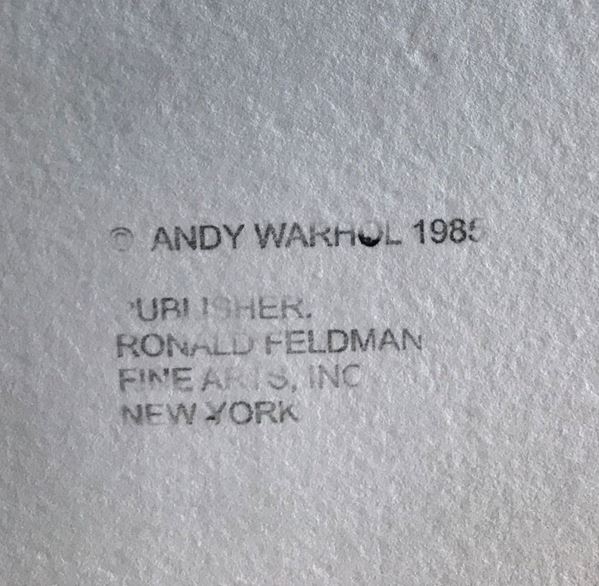 © ANDY WARHOL 1985
PUBLISHER:
RONALD FELDMAN
FINE ARTS, INC
NEW YORK